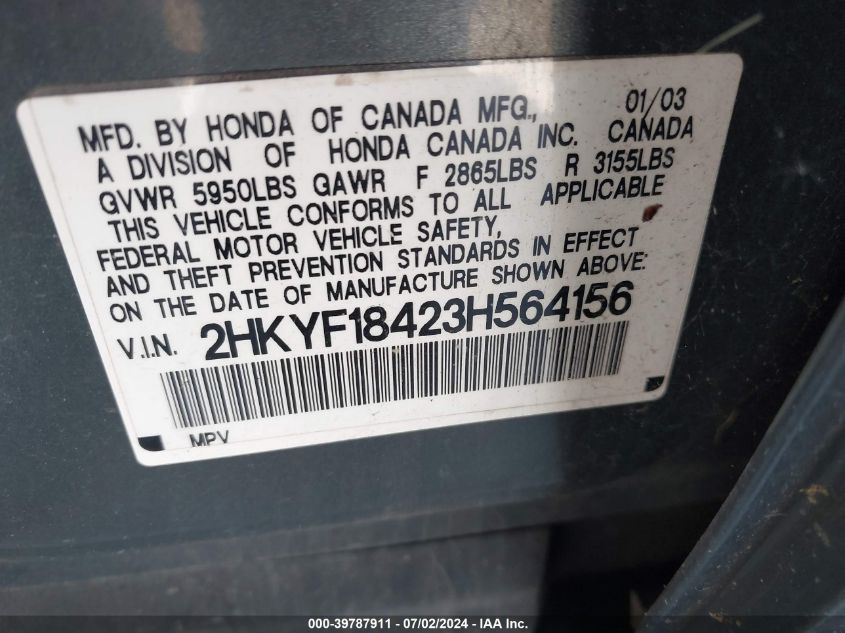 MFD. BY HONDA OF CANADA MFG., 01/03
A DIVISION OF HONDA CANADA INC. CANADA
GVWR 5950LBS GAWR F 2865LBS R 3155LBS
THIS VEHICLE CONFORMS TO ALL APPLICABLE
FEDERAL MOTOR VEHICLE SAFETY,
AND THEFT PREVENTION STANDARDS IN EFFECT
ON THE DATE OF MANUFACTURE SHOWN ABOVE:
V.I.N. 2HKYF18423H564156
MPV
000-39787911 - 07/02/2024 - IAA Inc.